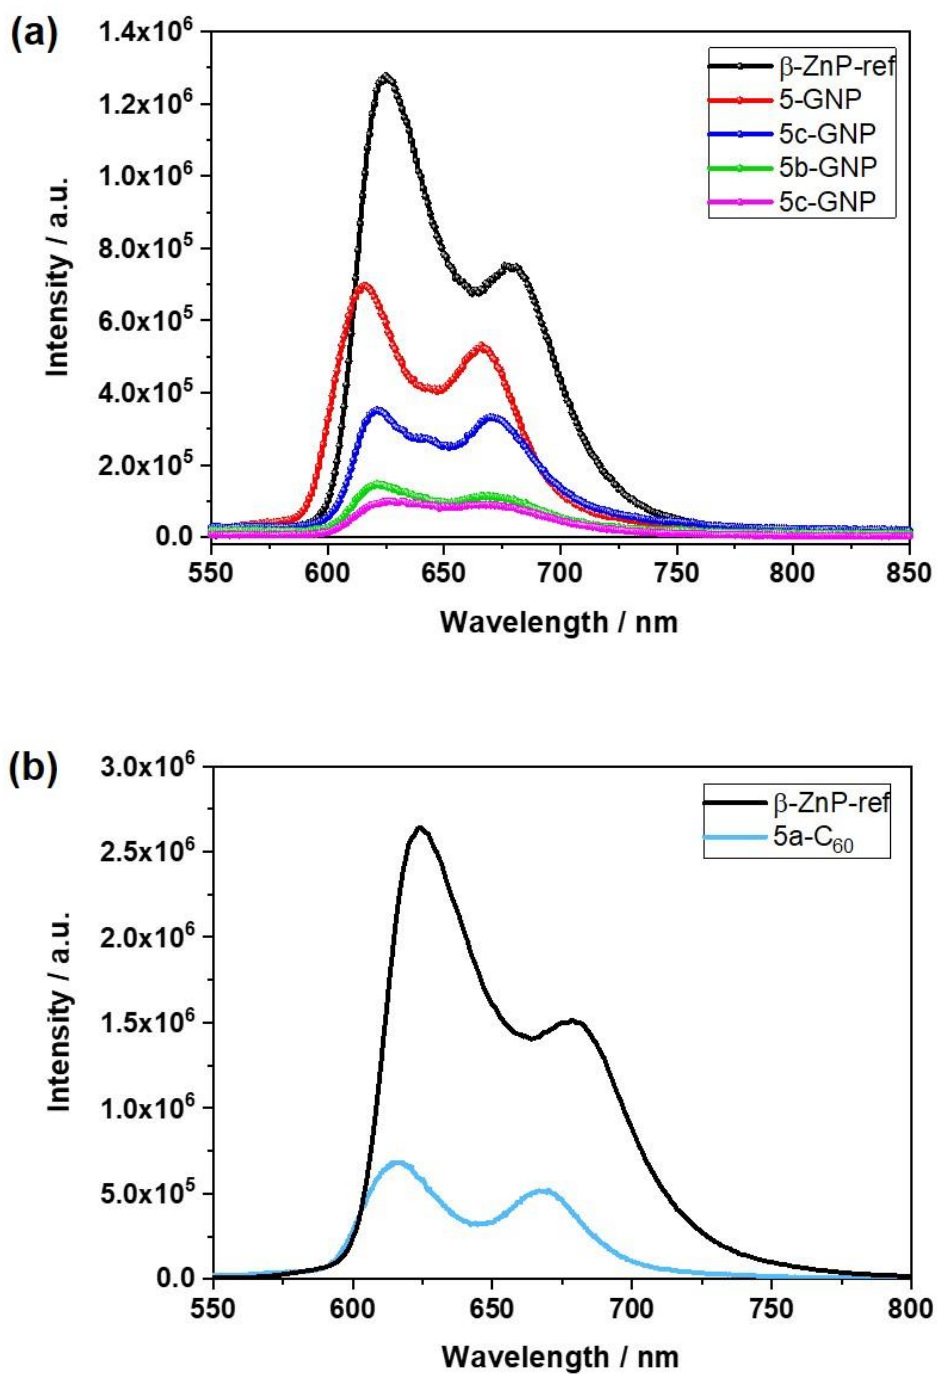 (a)
1.4x10⁶
1.2x10⁶
1.0x10⁶
8.0x10⁵
6.0x10⁵
4.0x10⁵
2.0x10⁵
0.0
Intensity / a.u.
β-ZnP-ref
5-GNP
5c-GNP
5b-GNP
5c-GNP
550 600 650 700 750 800 850
Wavelength / nm
(b)
3.0x10⁶
2.5x10⁶
2.0x10⁶
1.5x10⁶
1.0x10⁶
5.0x10⁵
0.0
Intensity / a.u.
β-ZnP-ref
5a-C₆₀
550 600 650 700 750 800
Wavelength / nm